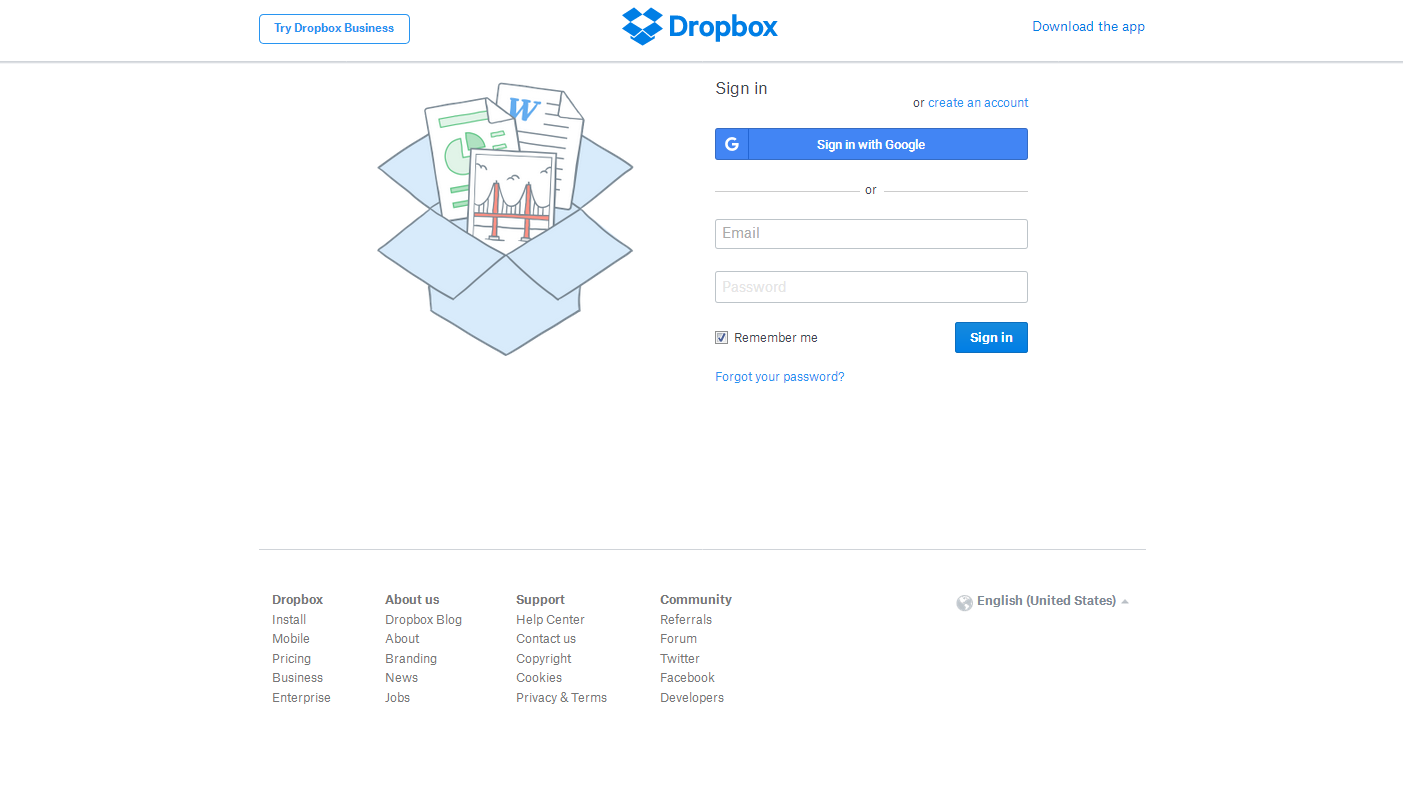 Try Dropbox Business
Dropbox
Download the app
W
Sign in
or create an account
G Sign in with Google
or
Email
Password
Remember me
Sign in
Forgot your password?
Dropbox
Install
Mobile
Pricing
Business
Enterprise
About us
Dropbox Blog
About
Branding
News
Jobs
Support
Help Center
Contact us
Copyright
Cookies
Privacy & Terms
Community
Referrals
Forum
Twitter
Facebook
Developers
English (United States)